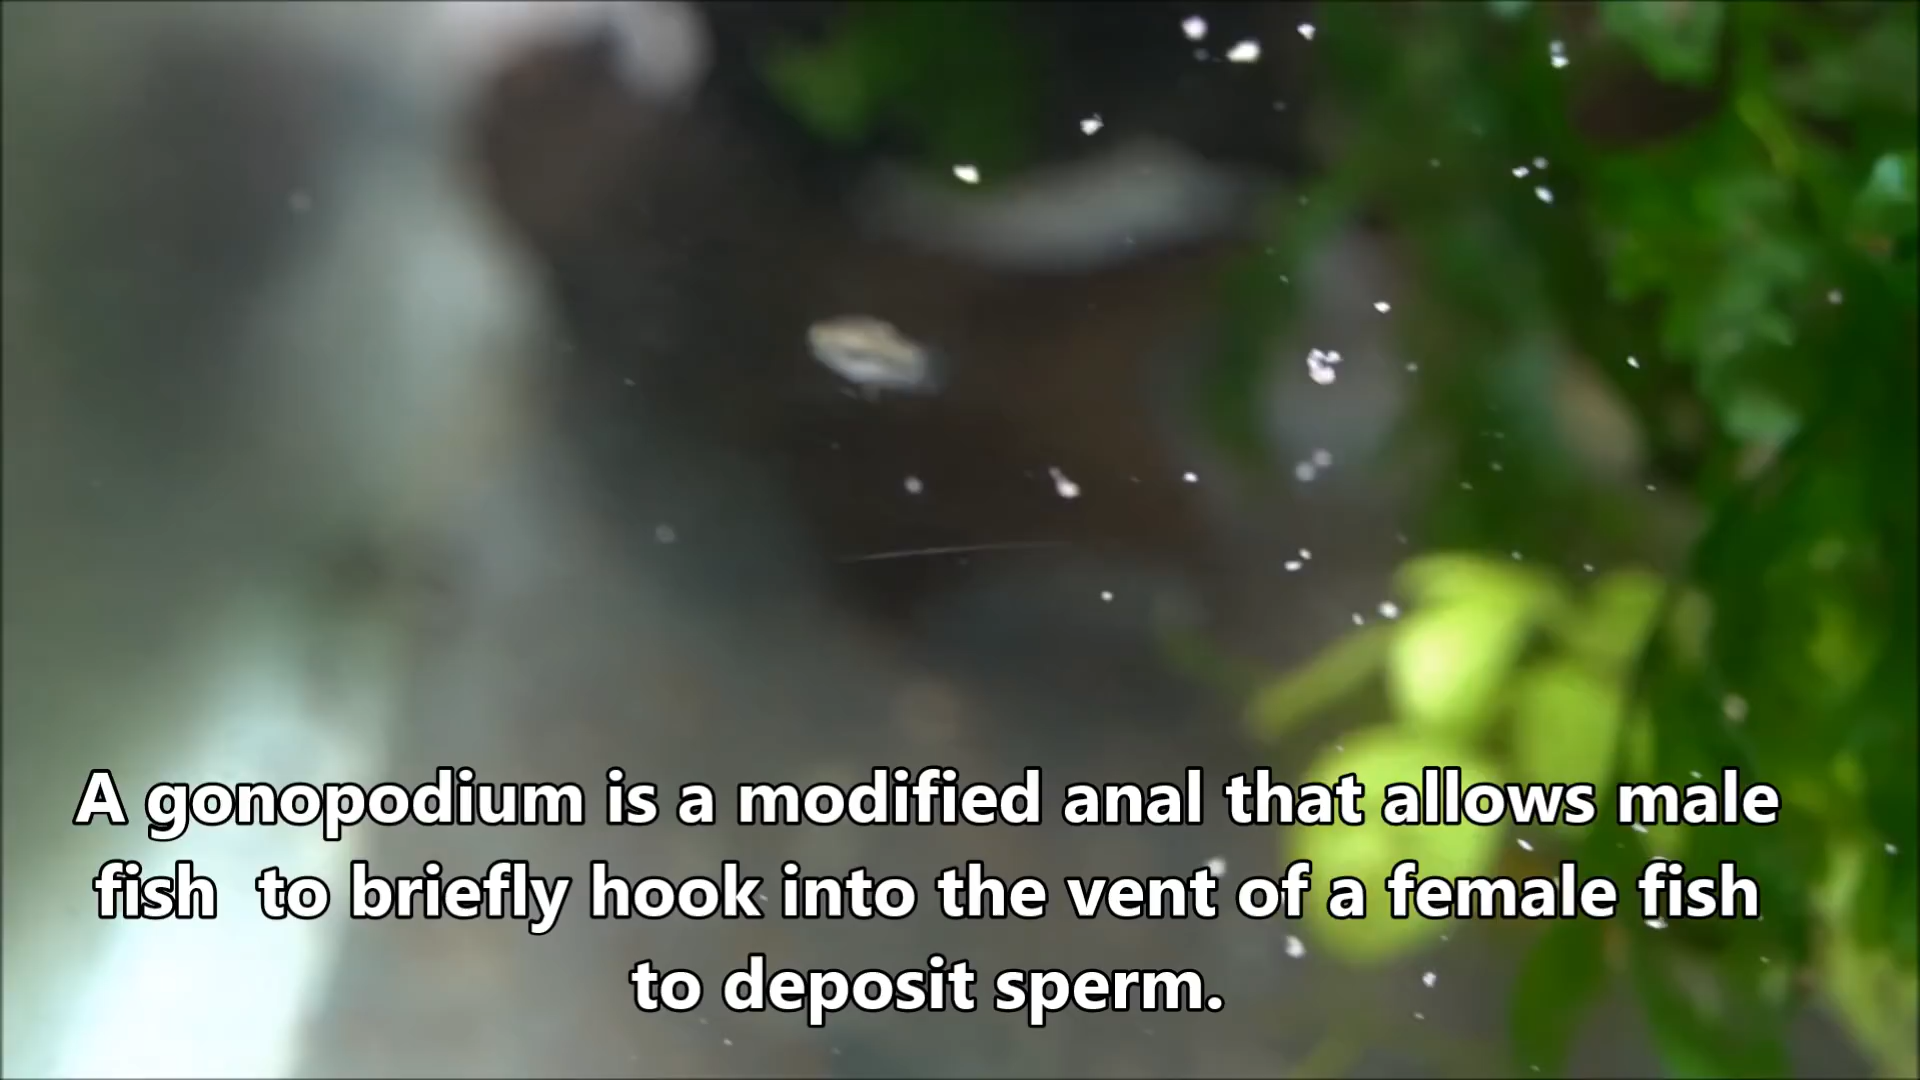 A gonopodium is a modified anal that allows male
fish  to briefly hook into the vent of a female fish
to deposit sperm.